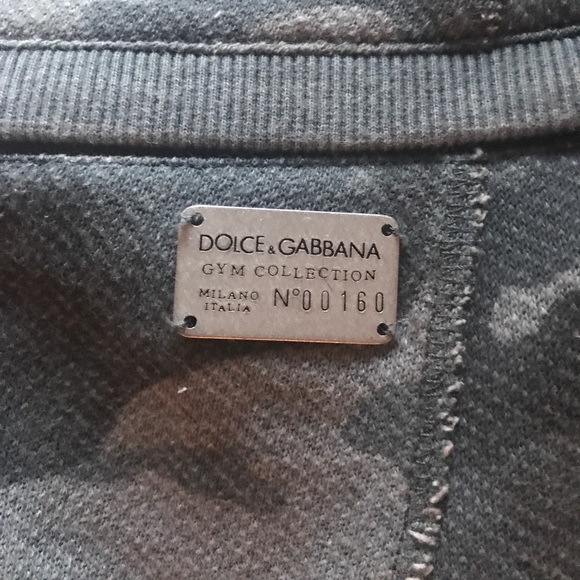 DOLCE & GABBANA
GYM COLLECTION
MILANO
ITALIA
N°00160